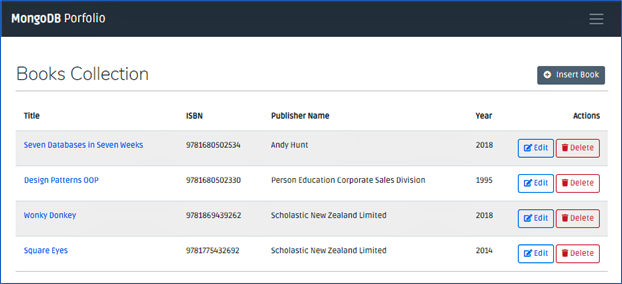 MongoDB Porfolio
Books Collection
Insert Book
Title ISBN Publisher Name Year Actions
Seven Databases in Seven Weeks 9781680502534 Andy Hunt 2018 Edit Delete
Design Patterns OOP 9781680502330 Person Education Corporate Sales Division 1995 Edit Delete
Wonky Donkey 9781869439262 Scholastic New Zealand Limited 2018 Edit Delete
Square Eyes 9781775432692 Scholastic New Zealand Limited 2014 Edit Delete